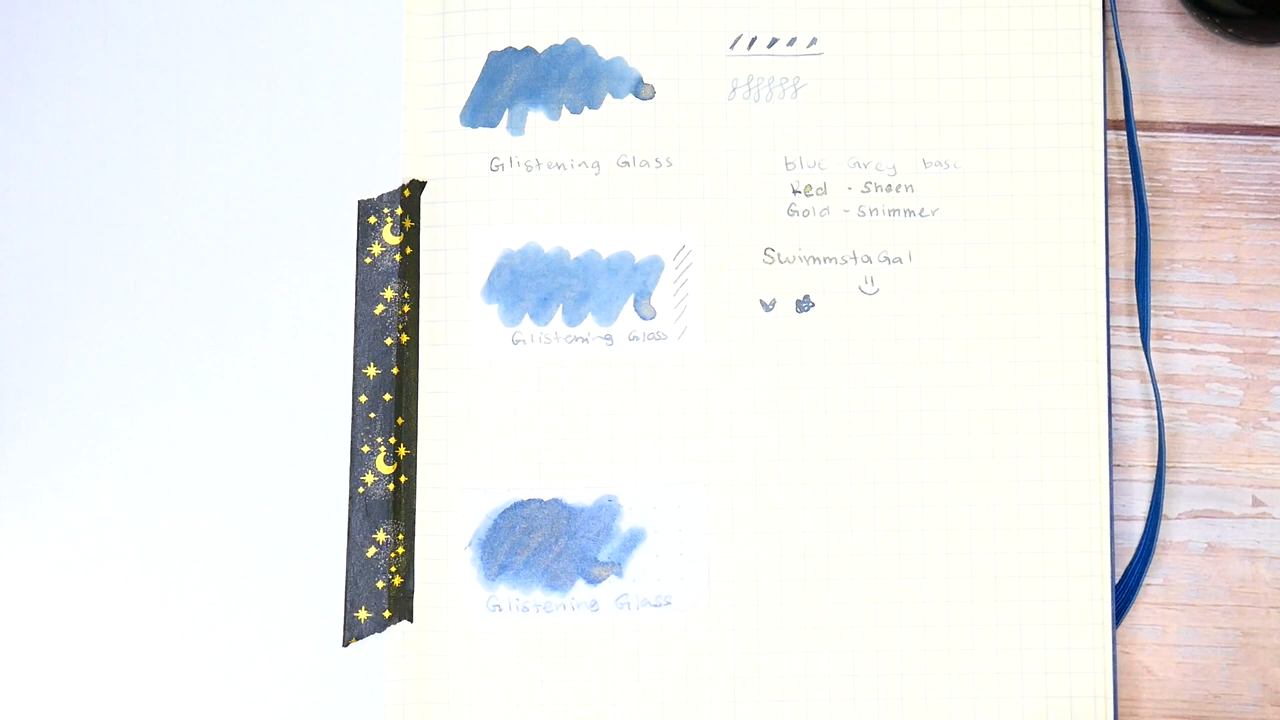 Glistening Glass
Blue Grey base
Red - Sheen
Gold - Shimmer
SwimmstaGal
Glistening Glass
Glistening Glass